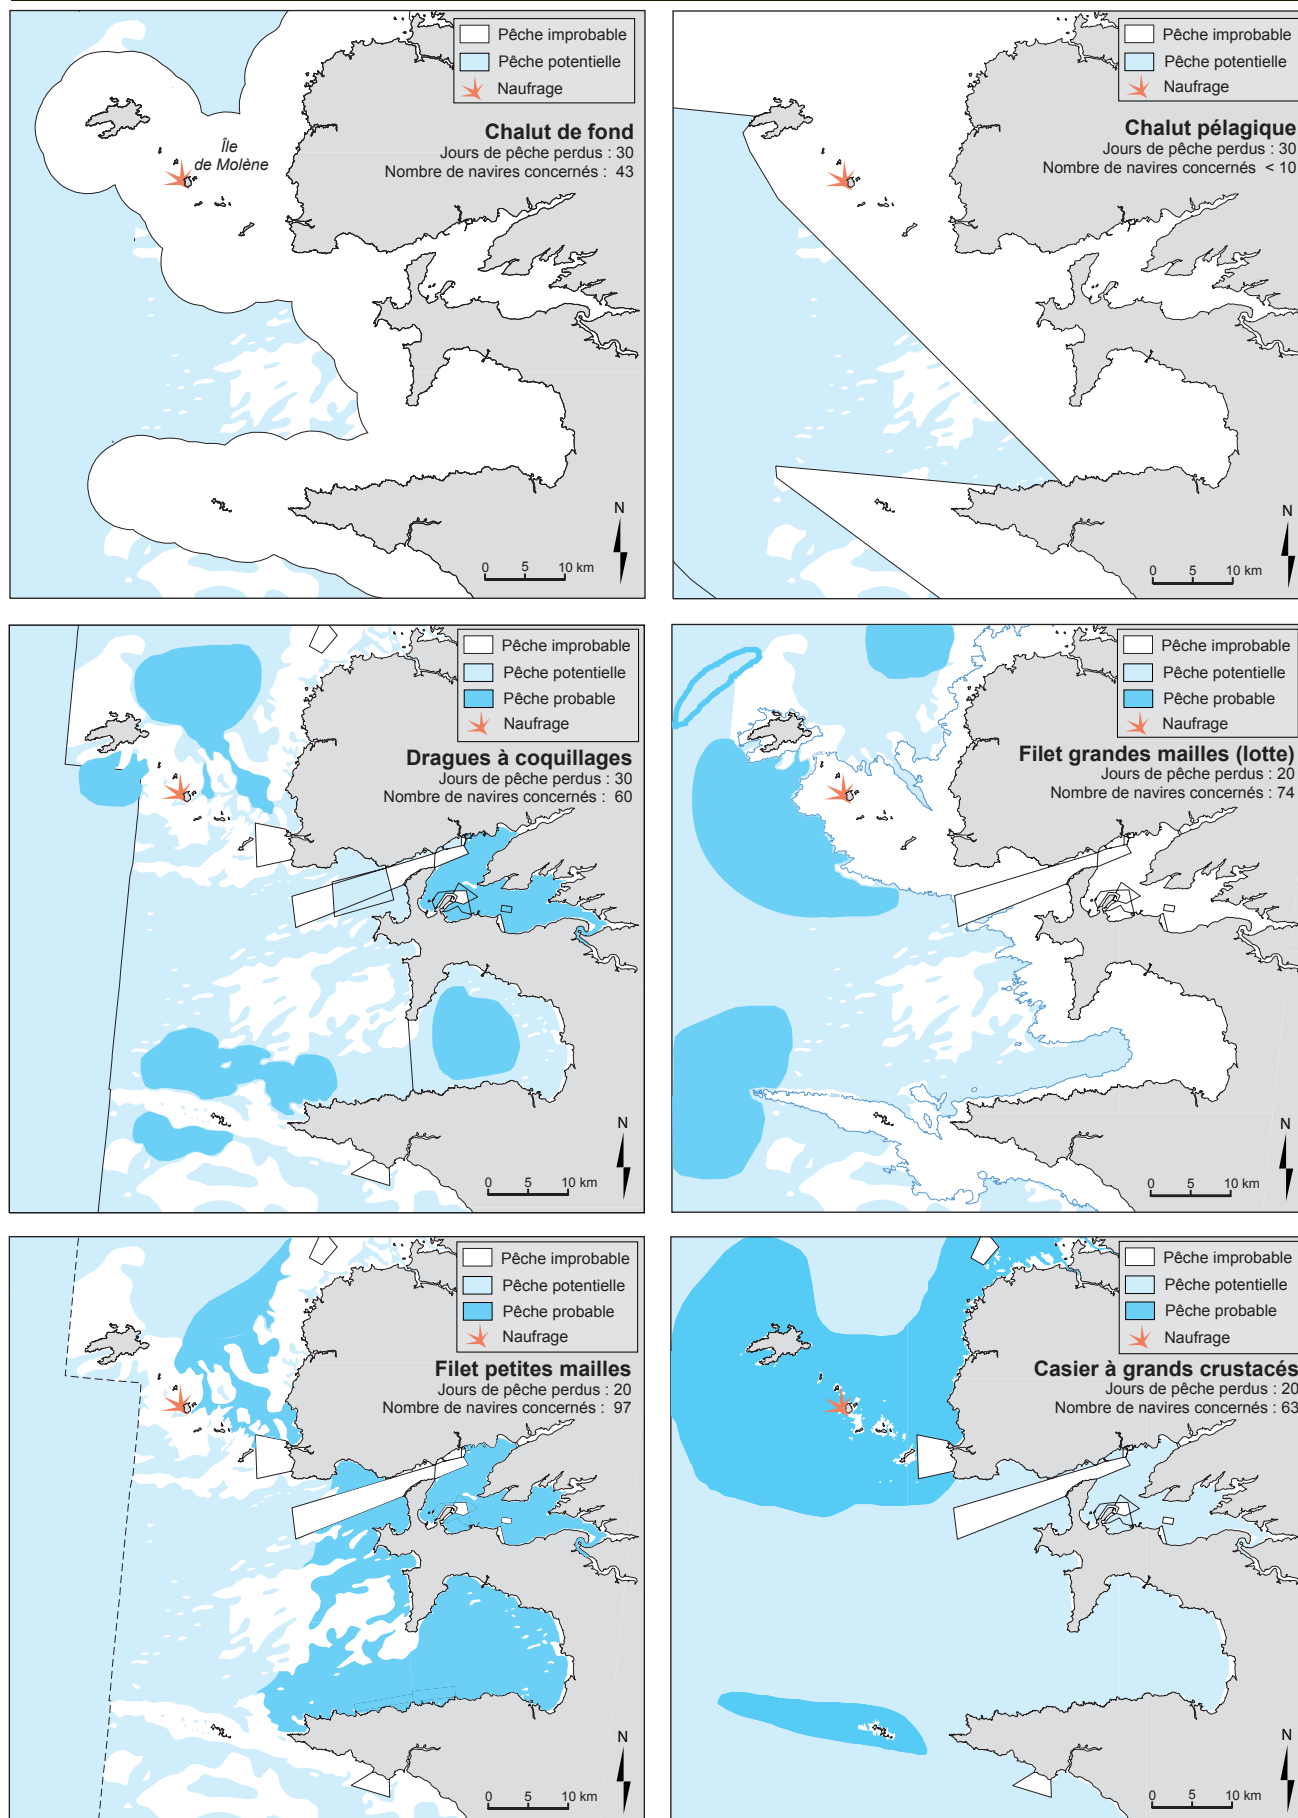 Pêche improbable
Pêche potentielle
Naufrage
Chalut de fond
Jours de pêche perdus : 30
Nombre de navires concernés : 43
Île
de Molène
N
0 5 10 km
Pêche improbable
Pêche potentielle
Naufrage
Chalut pélagique
Jours de pêche perdus : 30
Nombre de navires concernés < 10
N
0 5 10 km
Pêche improbable
Pêche potentielle
Pêche probable
Naufrage
Dragues à coquillages
Jours de pêche perdus : 30
Nombre de navires concernés : 60
N
0 5 10 km
Pêche improbable
Pêche potentielle
Pêche probable
Naufrage
Filet grandes mailles (lotte)
Jours de pêche perdus : 20
Nombre de navires concernés : 74
N
0 5 10 km
Pêche improbable
Pêche potentielle
Pêche probable
Naufrage
Filet petites mailles
Jours de pêche perdus : 20
Nombre de navires concernés : 97
N
0 5 10 km
Pêche improbable
Pêche potentielle
Pêche probable
Naufrage
Casier à grands crustacés
Jours de pêche perdus : 20
Nombre de navires concernés : 63
N
0 5 10 km